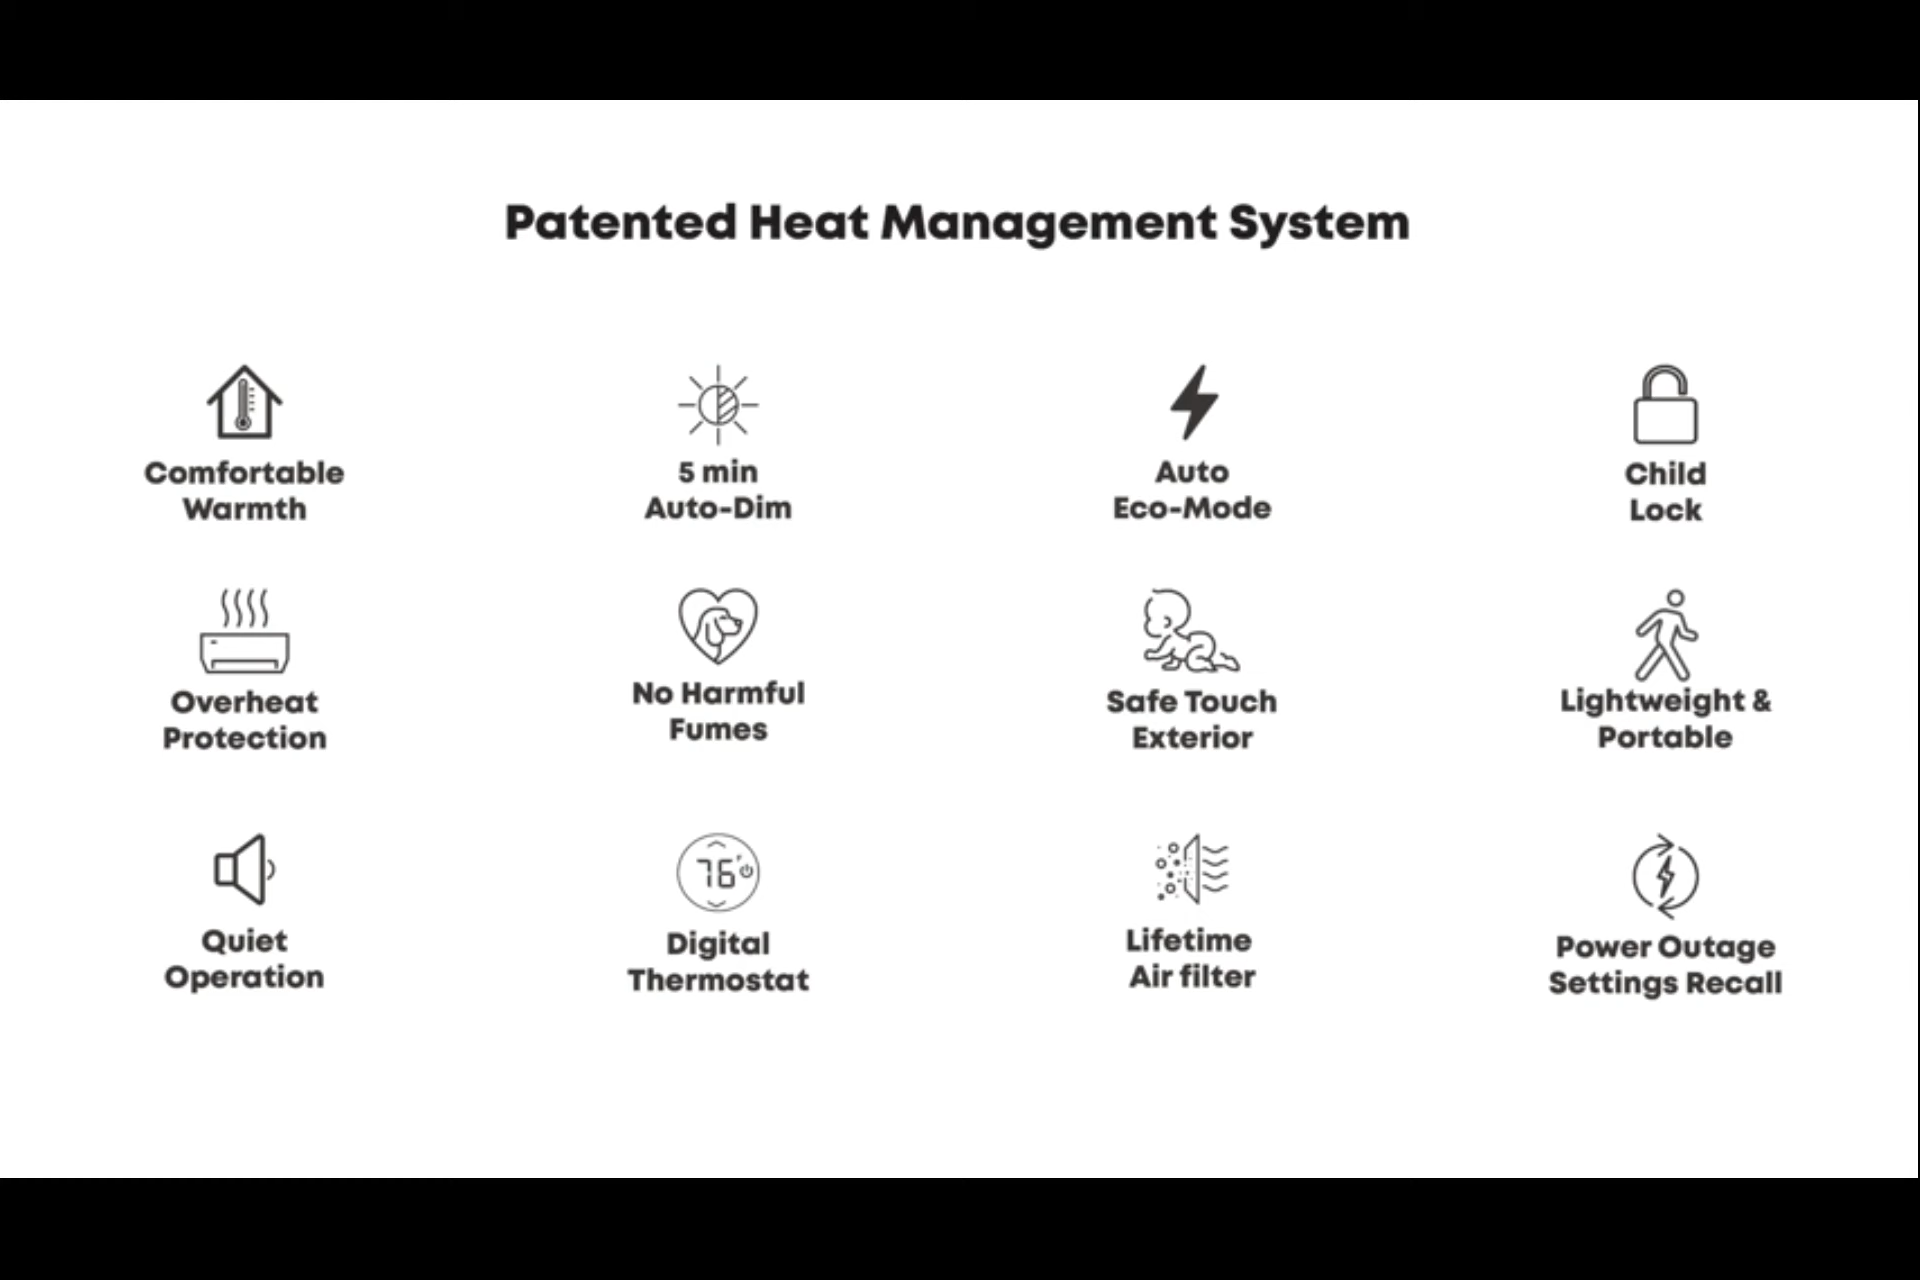 Patented Heat Management System
Comfortable
Warmth
5 min
Auto-Dim
Auto
Eco-Mode
Child
Lock
Overheat
Protection
No Harmful
Fumes
Safe Touch
Exterior
Lightweight &
Portable
Quiet
Operation
76°F
Digital
Thermostat
Lifetime
Air filter
Power Outage
Settings Recall